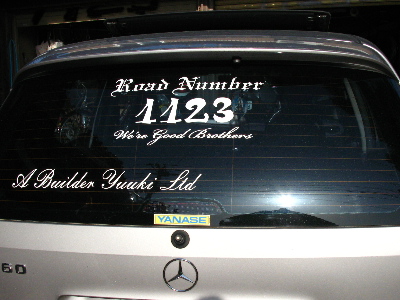 Road Number
1123
We're Good Brothers
A Builder Yuuki Ltd
YANASE
60